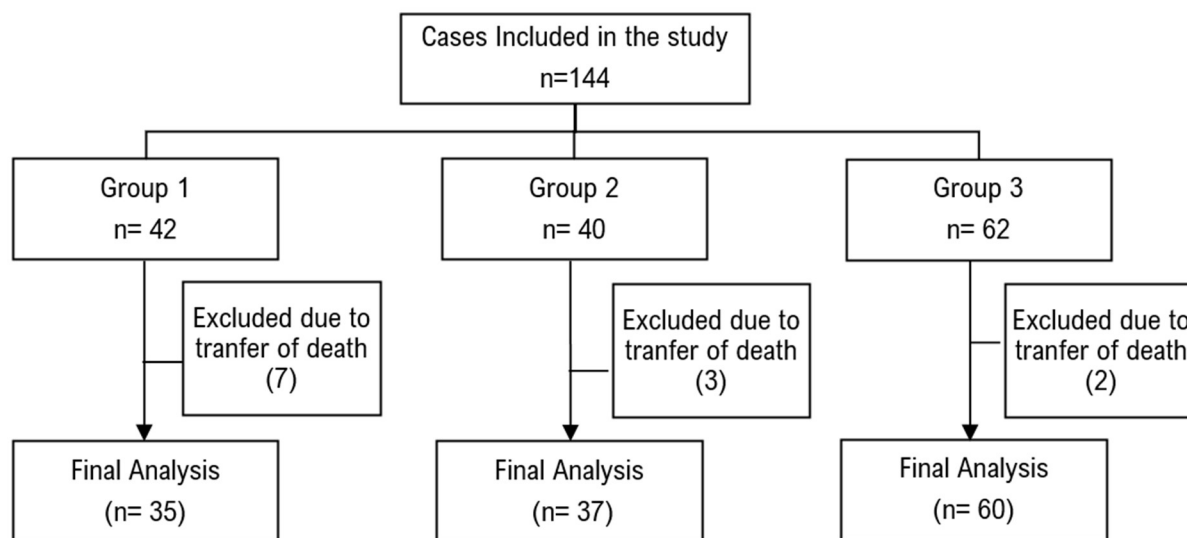 Cases Included in the study
n=144
Group 1
n= 42
Group 2
n= 40
Group 3
n= 62
Excluded due to
tranfer of death
(7)
Excluded due to
tranfer of death
(3)
Excluded due to
tranfer of death
(2)
Final Analysis
(n= 35)
Final Analysis
(n= 37)
Final Analysis
(n= 60)